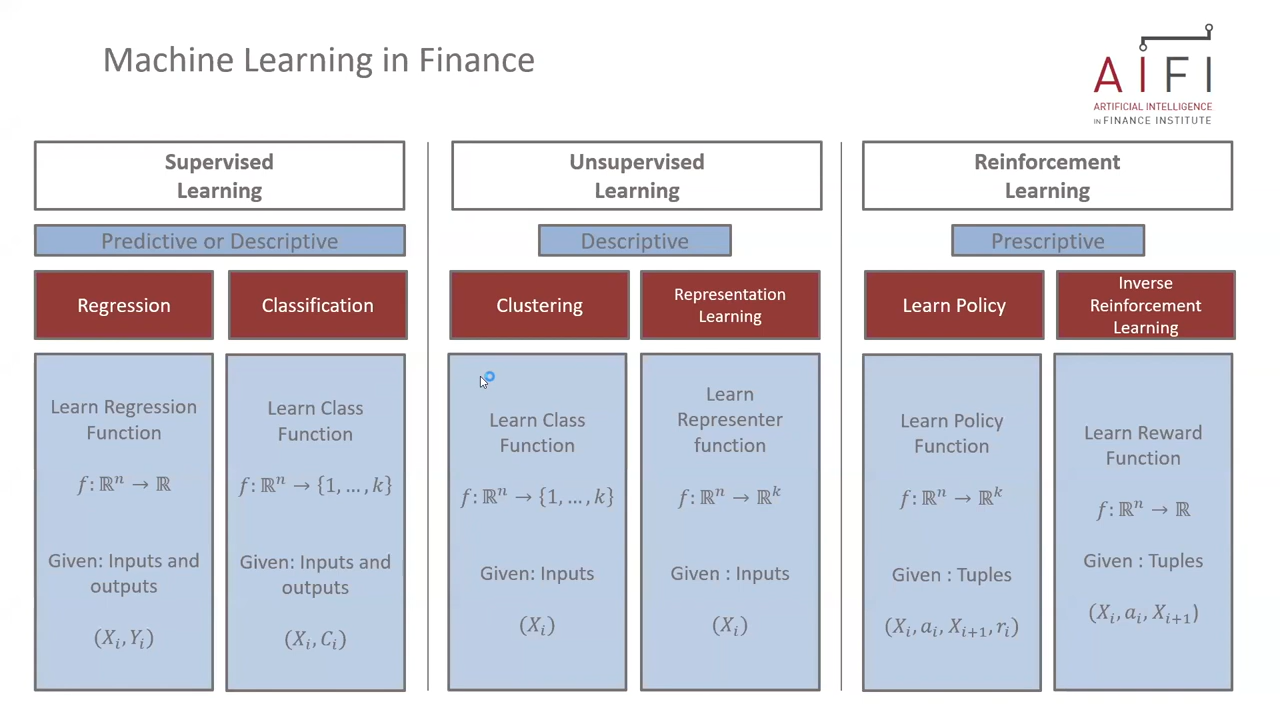 Machine Learning in Finance
AIFI
ARTIFICIAL INTELLIGENCE
IN FINANCE INSTITUTE
Supervised
Learning
Predictive or Descriptive
Regression
Classification
Learn Regression
Function
f: ℝⁿ → ℝ
Given: Inputs and
outputs
(Xᵢ, Yᵢ)
Learn Class
Function
f: ℝⁿ → {1, … , k}
Given: Inputs and
outputs
(Xᵢ, Cᵢ)
Unsupervised
Learning
Descriptive
Clustering
Representation
Learning
Learn Class
Function
f: ℝⁿ → {1, … , k}
Given: Inputs
(Xᵢ)
Learn
Representer
function
f: ℝⁿ → ℝᵏ
Given : Inputs
(Xᵢ)
Reinforcement
Learning
Prescriptive
Learn Policy
Inverse
Reinforcement
Learning
Learn Policy
Function
f: ℝⁿ → ℝᵏ
Given : Tuples
(Xᵢ, aᵢ, Xᵢ₊₁, rᵢ)
Learn Reward
Function
f: ℝⁿ → ℝ
Given : Tuples
(Xᵢ, aᵢ, Xᵢ₊₁)